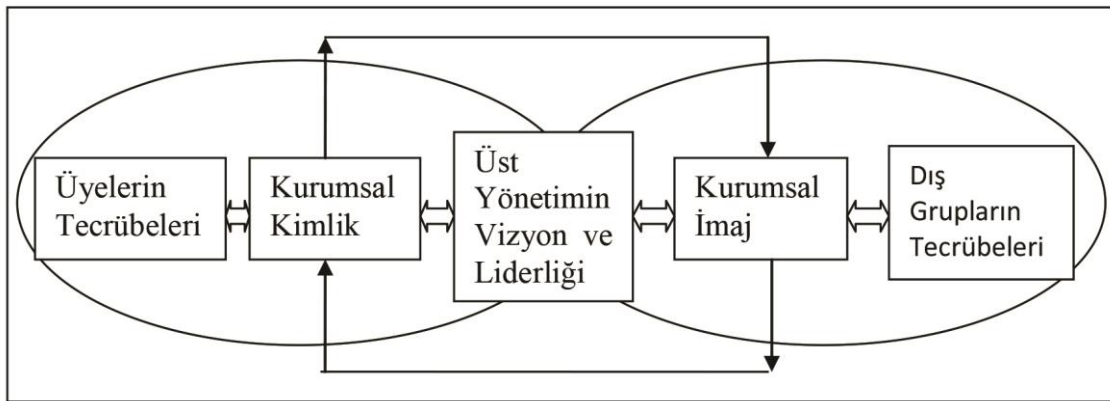 Üyelerin
Tecrübeleri
Kurumsal
Kimlik
Üst
Yönetimin
Vizyon ve
Liderliği
Kurumsal
İmaj
Dış
Grupların
Tecrübeleri